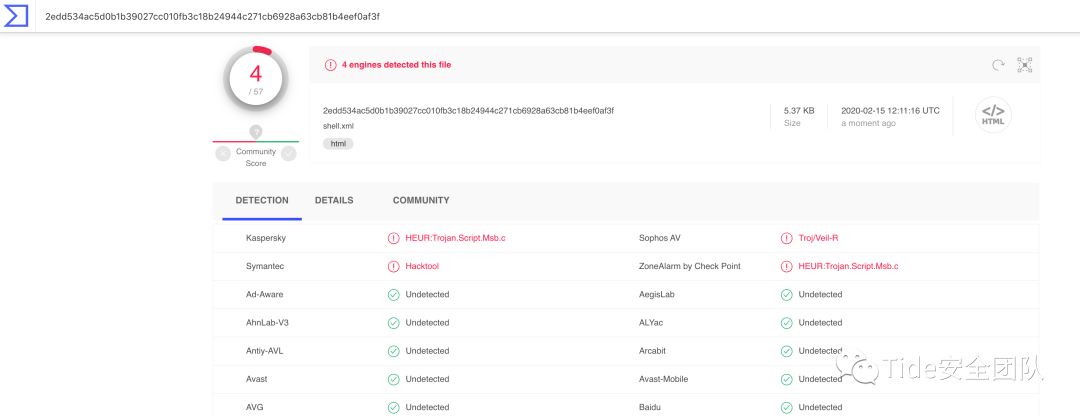 2edd534ac5d0b1b39027cc010fb3c18b24944c271cb6928a63cb81b4eef0af3f
4
/ 57
?
Community
Score
4 engines detected this file
2edd534ac5d0b1b39027cc010fb3c18b24944c271cb6928a63cb81b4eef0af3f
shell.xml
html
5.37 KB
Size
2020-02-15 12:11:16 UTC
a moment ago
</>
HTML
DETECTION DETAILS COMMUNITY
Kaspersky HEUR:Trojan.Script.Msb.c Sophos AV Troj/Veil-R
Symantec Hacktool ZoneAlarm by Check Point HEUR:Trojan.Script.Msb.c
Ad-Aware Undetected AegisLab Undetected
AhnLab-V3 Undetected ALYac Undetected
Antiy-AVL Undetected Arcabit Undetected
Avast Undetected Avast-Mobile Undetected
AVG Undetected Baidu Undetected
Tide安全团队